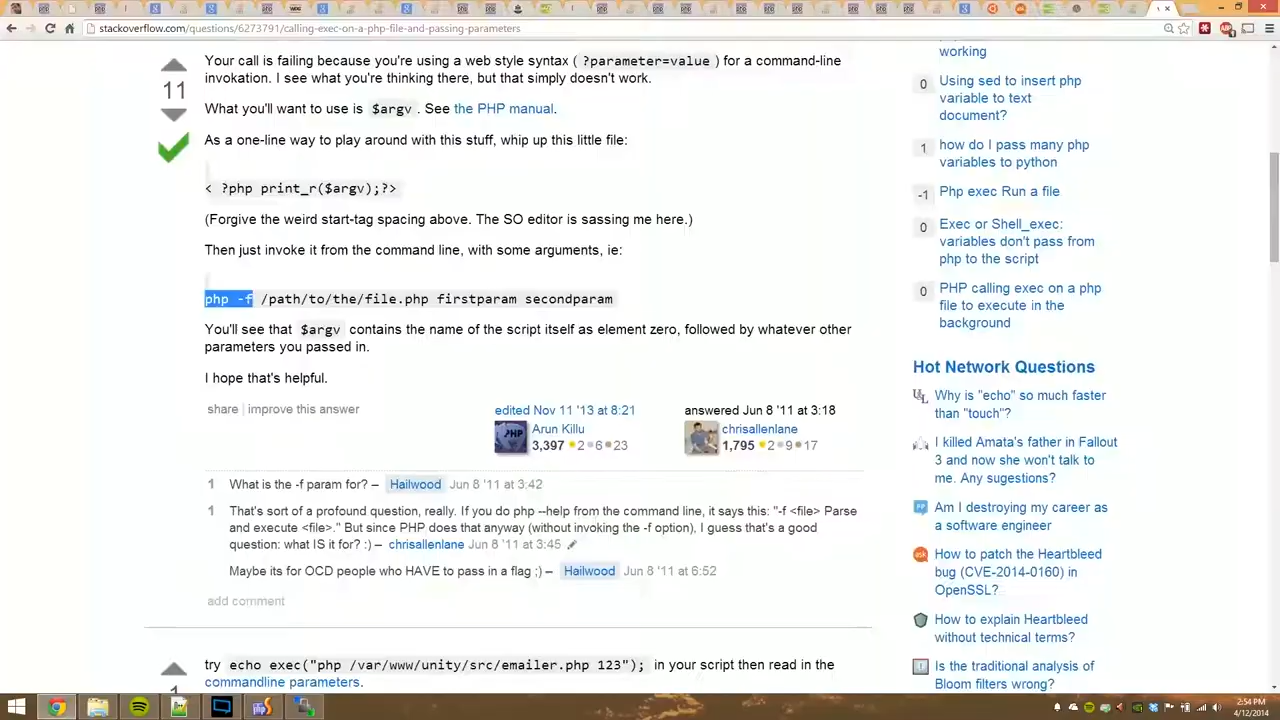 stackoverflow.com/questions/6273791/calling-exec-on-a-php-file-and-passing-parameters
11
Your call is failing because you're using a web style syntax ( ?parameter=value ) for a command-line
invokation. I see what you're thinking there, but that simply doesn't work.
What you'll want to use is $argv . See the PHP manual.
As a one-line way to play around with this stuff, whip up this little file:
< ?php print_r($argv);?>
(Forgive the weird start-tag spacing above. The SO editor is sassing me here.)
Then just invoke it from the command line, with some arguments, ie:
php -f /path/to/the/file.php firstparam secondparam
You'll see that $argv contains the name of the script itself as element zero, followed by whatever other
parameters you passed in.
I hope that's helpful.
share improve this answer
edited Nov 11 '13 at 8:21
Arun Killu
3,397 2 6 23
answered Jun 8 '11 at 3:18
chrisallenlane
1,795 2 9 17
1 What is the -f param for? – Hailwood Jun 8 '11 at 3:42
1 That's sort of a profound question, really. If you do php --help from the command line, it says this: "-f <file> Parse
and execute <file>." But since PHP does that anyway (without invoking the -f option), I guess that's a good
question: what IS it for? :) – chrisallenlane Jun 8 '11 at 3:45
Maybe its for OCD people who HAVE to pass in a flag ;) – Hailwood Jun 8 '11 at 6:52
add comment
try echo exec("php /var/www/unity/src/emailer.php 123"); in your script then read in the
commandline parameters.
working
0 Using sed to insert php
variable to text
document?
1 how do I pass many php
variables to python
-1 Php exec Run a file
0 Exec or Shell_exec:
variables don't pass from
php to the script
0 PHP calling exec on a php
file to execute in the
background
Hot Network Questions
Why is "echo" so much faster
than "touch"?
I killed Amata's father in Fallout
3 and now she won't talk to
me. Any sugestions?
Am I destroying my career as
a software engineer
How to patch the Heartbleed
bug (CVE-2014-0160) in
OpenSSL?
How to explain Heartbleed
without technical terms?
Is the traditional analysis of
Bloom filters wrong?
2:54 PM
4/12/2014